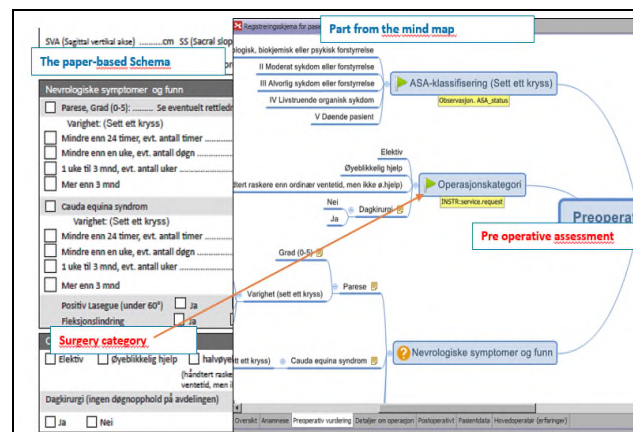 SVA (Sagittal vertikal akse) ..........cm SS (Sacral slop
The paper-based Schema
Nevrologiske symptomer og funn
Parese, Grad (0-5): ........ Se eventuelt rettledn
Varighet: (Sett ett kryss)
Mindre enn 24 timer, evt. antall timer
Mindre enn en uke, evt. antall døgn
1 uke til 3 mnd, evt. antall uker
Mer enn 3 mnd
Cauda equina syndrom
Varighet: (Sett ett kryss)
Mindre enn 24 timer, evt. antall timer
Mindre enn en uke, evt. antall døgn
1 uke til 3 mnd, evt. antall uker
Mer enn 3 mnd
Positiv Lasegue (under 60°) Ja
Fleksjonslindring Ja
Surgery category
Elektiv Øyeblikkelig hjelp halvøye
(håndtert raske
ventetid, men i
Dagkirurgi (ingen døgnopphold på avdelingen)
Ja Nei
Registreringsskjema for pasie
Part from the mind map
ologisk, biokjemisk eller psykisk forstyrrelse
II Moderat sykdom eller forstyrrelse
III Alvorlig sykdom eller forstyrrelse
IV Livstruende organisk sykdom
V Døende pasient
ASA-klassifisering (Sett ett kryss)
Observasjon. ASA_status
Elektiv
Øyeblikkelig hjelp
dtert raskere enn ordinær ventetid, men ikke ø.hjelp)
Nei
Ja
Dagkirurgi
Operasjonskategori
INSTR:service.request
Preopera
Pre operative assessment
Grad (0-5)
Varighet (sett ett kryss)
Parese
tt ett kryss)
Cauda equina syndrom
Nevrologiske symptomer og funn
Oversikt Anamnese Preoperativ vurdering Detaljer om operasjon Postoperativt Pasientdata Hovedoperatør (erfaringer)